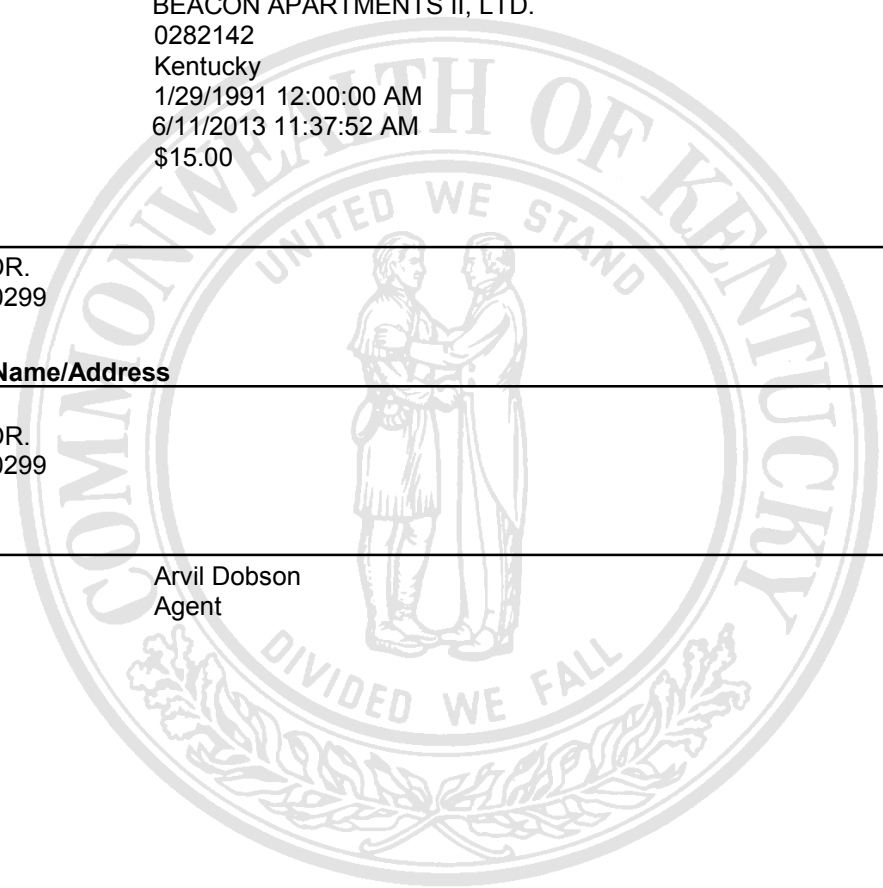 BEACON APARTMENTS II, LTD.
0282142
Kentucky
1/29/1991 12:00:00 AM
6/11/2013 11:37:52 AM
$15.00
COMMONWEALTH OF KENTUCKY
UNITED WE STAND
DR.
0299
Name/Address
DR.
0299
Arvil Dobson
Agent
DIVIDED WE FALL